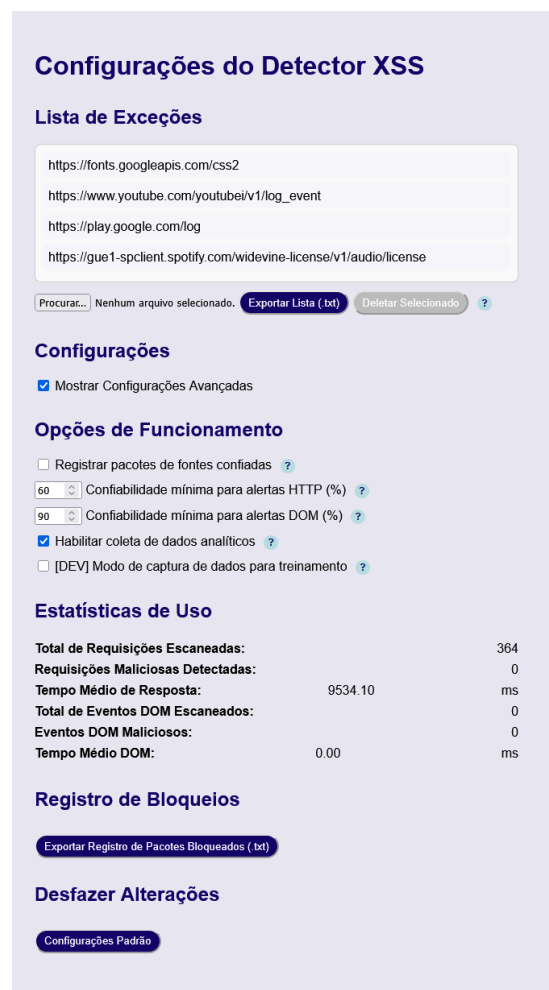 Configurações do Detector XSS
Lista de Exceções
https://fonts.googleapis.com/css2
https://www.youtube.com/youtubei/v1/log_event
https://play.google.com/log
https://gue1-spclient.spotify.com/widevine-license/v1/audio/license
Procurar... Nenhum arquivo selecionado. Exportar Lista (.txt) Deletar Selecionado ?
Configurações
Mostrar Configurações Avançadas
Opções de Funcionamento
Registrar pacotes de fontes confiadas ?
60 Confiabilidade mínima para alertas HTTP (%) ?
90 Confiabilidade mínima para alertas DOM (%) ?
Habilitar coleta de dados analíticos ?
[DEV] Modo de captura de dados para treinamento ?
Estatísticas de Uso
Total de Requisições Escaneadas: 364
Requisições Maliciosas Detectadas: 0
Tempo Médio de Resposta: 9534.10 ms
Total de Eventos DOM Escaneados: 0
Eventos DOM Maliciosos: 0
Tempo Médio DOM: 0.00 ms
Registro de Bloqueios
Exportar Registro de Pacotes Bloqueados (.txt)
Desfazer Alterações
Configurações Padrão